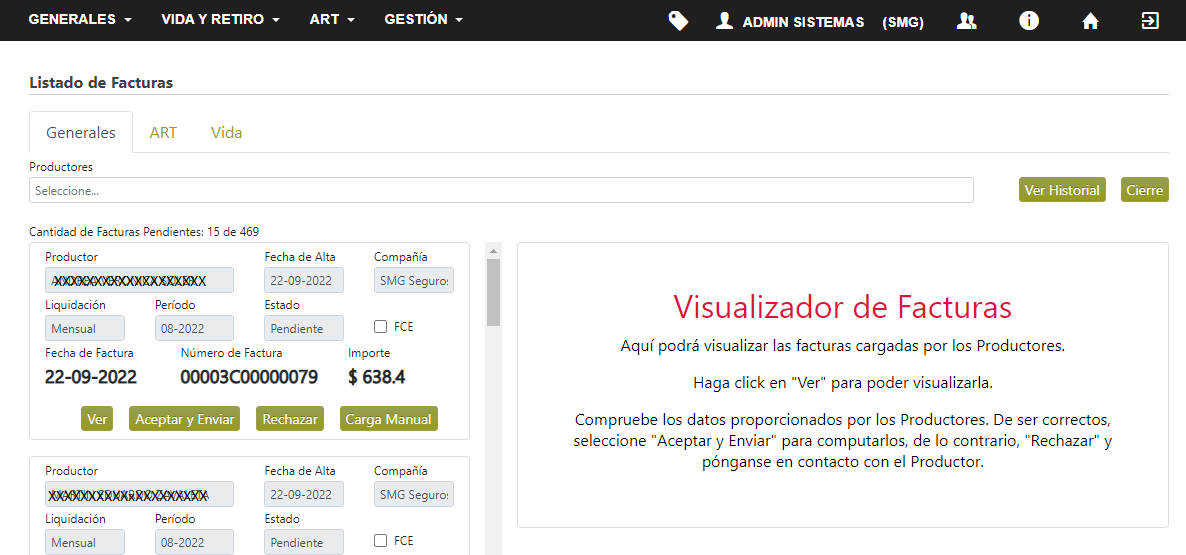 GENERALES VIDA Y RETIRO ART GESTIÓN ADMIN SISTEMAS (SMG)
Listado de Facturas
Generales ART Vida
Productores
Seleccione...
Ver Historial Cierre
Cantidad de Facturas Pendientes: 15 de 469
Productor Fecha de Alta Compañía
22-09-2022 SMG Seguros
Liquidación Período Estado
Mensual 08-2022 Pendiente FCE
Fecha de Factura Número de Factura Importe
22-09-2022 00003C00000079 $ 638.4
Ver Aceptar y Enviar Rechazar Carga Manual
Productor Fecha de Alta Compañía
22-09-2022 SMG Seguros
Liquidación Período Estado
Mensual 08-2022 Pendiente FCE
Visualizador de Facturas
Aquí podrá visualizar las facturas cargadas por los Productores.
Haga click en "Ver" para poder visualizarla.
Compruebe los datos proporcionados por los Productores. De ser correctos,
seleccione "Aceptar y Enviar" para computarlos, de lo contrario, "Rechazar" y
pónganse en contacto con el Productor.